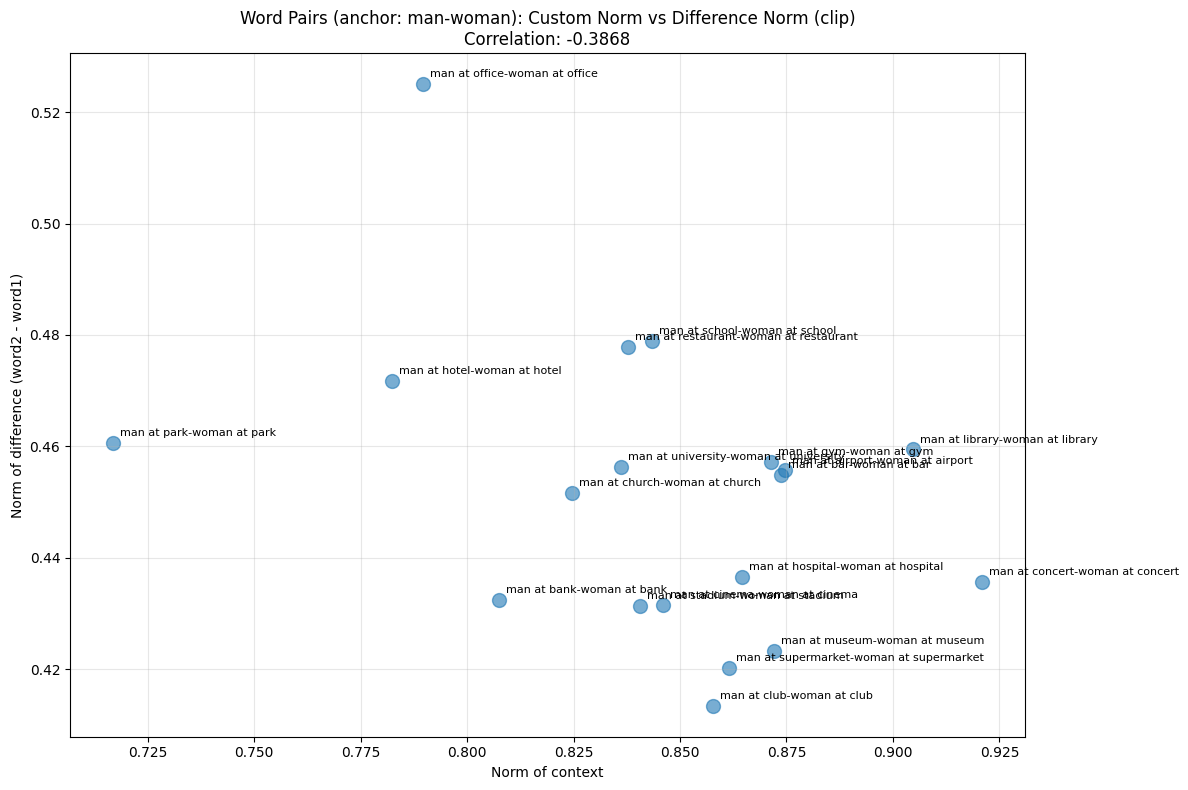 Word Pairs (anchor: man-woman): Custom Norm vs Difference Norm (clip)
Correlation: -0.3868
man at office-woman at office
man at school-woman at school
man at restaurant-woman at restaurant
man at hotel-woman at hotel
man at park-woman at park
man at library-woman at library
man at gym-woman at gym
man at university-woman at university
man at airport-woman at airport
man at bar-woman at bar
man at church-woman at church
man at hospital-woman at hospital
man at concert-woman at concert
man at bank-woman at bank
man at cinema-woman at cinema
man at stadium-woman at stadium
man at museum-woman at museum
man at supermarket-woman at supermarket
man at club-woman at club
0.52
0.50
0.48
0.46
0.44
0.42
Norm of difference (word2 - word1)
0.725
0.750
0.775
0.800
0.825
0.850
0.875
0.900
0.925
Norm of context